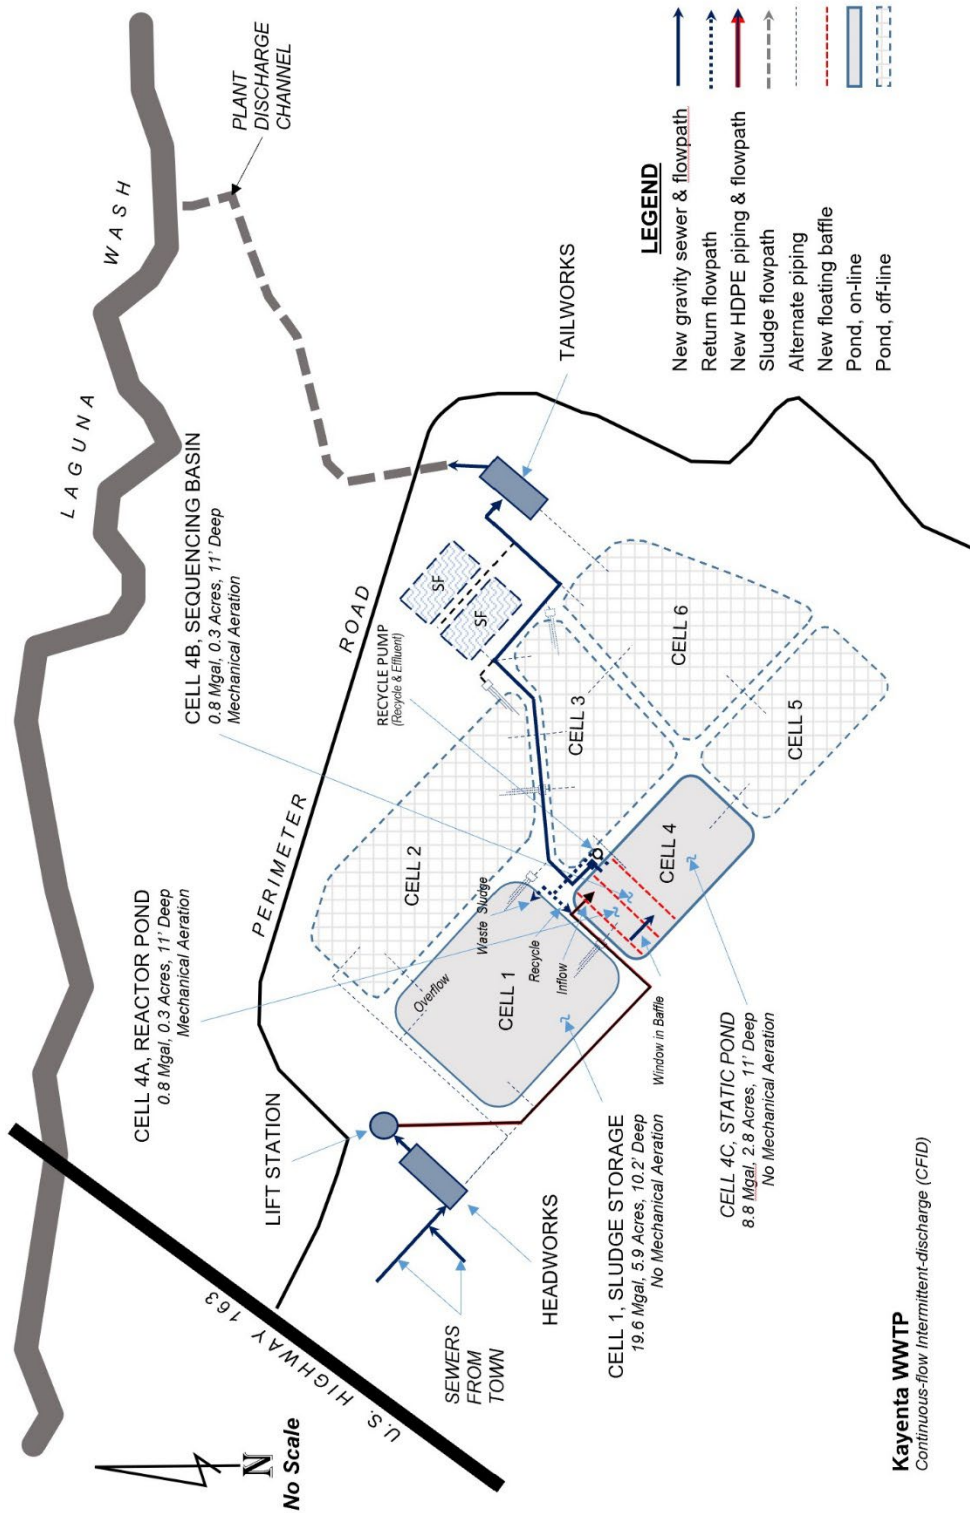 LAGUNA WASH
PLANT
DISCHARGE
CHANNEL
CELL 4B, SEQUENCING BASIN
0.8 Mgal, 0.3 Acres, 11' Deep
Mechanical Aeration
CELL 4A, REACTOR POND
0.8 Mgal, 0.3 Acres, 11' Deep
Mechanical Aeration
PERIMETER ROAD
RECYCLE PUMP
(Recycle & Effluent)
SF
SF
TAILWORKS
LIFT STATION
U.S. HIGHWAY 163
SEWERS
FROM
TOWN
HEADWORKS
Overflow
CELL 1
CELL 2
CELL 3
CELL 4
CELL 5
CELL 6
Waste Sludge
Recycle
Inflow
Window in Baffle
CELL 1, SLUDGE STORAGE
19.6 Mgal, 5.9 Acres, 10.2' Deep
No Mechanical Aeration
CELL 4C, STATIC POND
8.8 Mgal, 2.8 Acres, 11' Deep
No Mechanical Aeration
N
No Scale
LEGEND
New gravity sewer & flowpath
Return flowpath
New HDPE piping & flowpath
Sludge flowpath
Alternate piping
New floating baffle
Pond, on-line
Pond, off-line
Kayenta WWTP
Continuous-flow Intermittent-discharge (CFID)